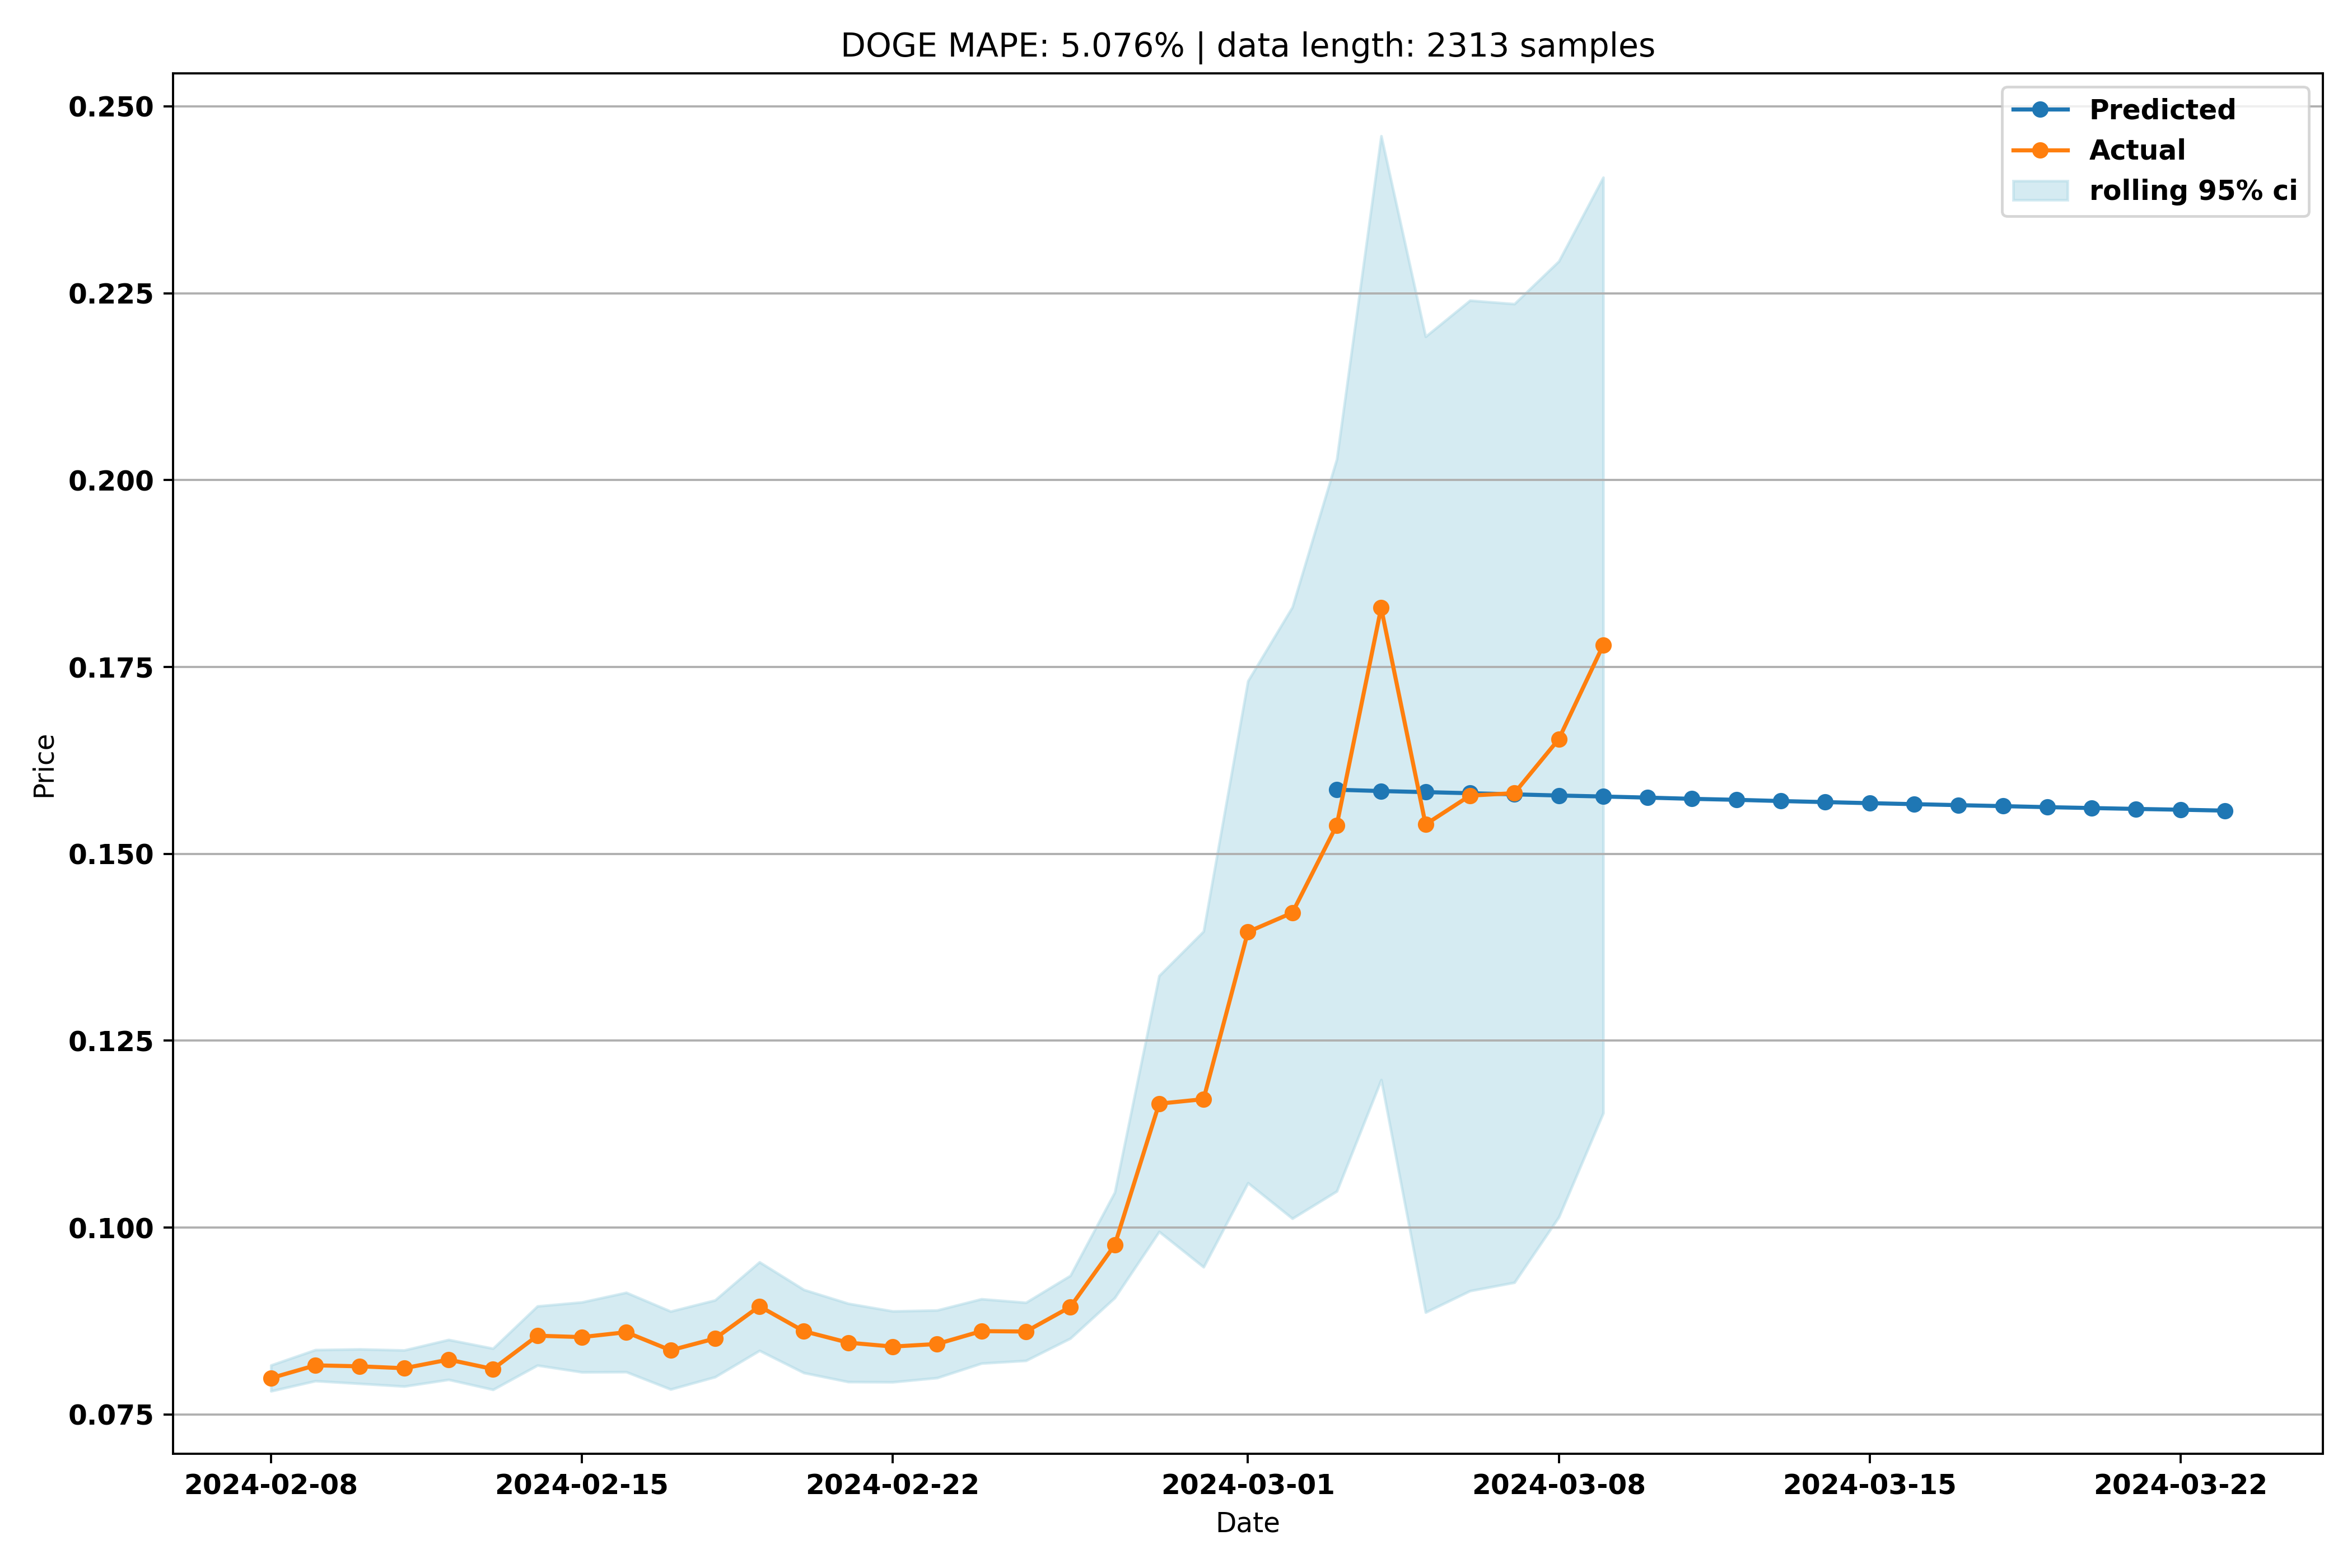 DOGE MAPE: 5.076% | data length: 2313 samples
Predicted
Actual
rolling 95% ci
0.250
0.225
0.200
0.175
0.150
0.125
0.100
0.075
Price
2024-02-08 2024-02-15 2024-02-22 2024-03-01 2024-03-08 2024-03-15 2024-03-22
Date